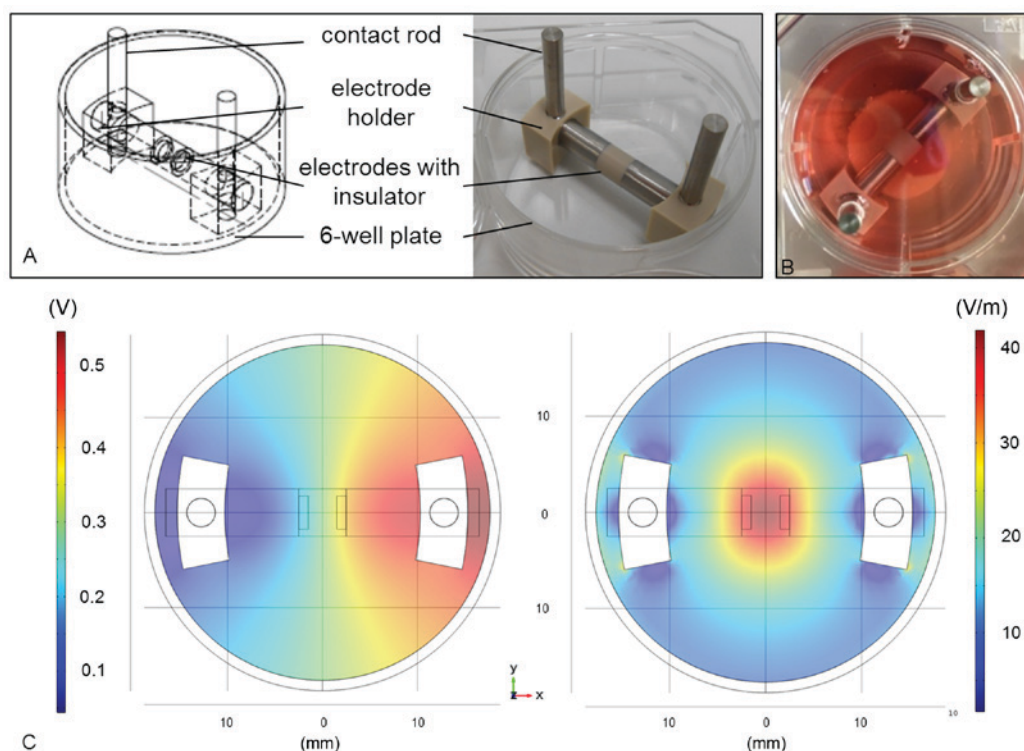 contact rod
electrode
holder
electrodes with
insulator
6-well plate
A
B
(V)
0.5
0.4
0.3
0.2
0.1
10
0
10
10 0 10
(mm)
y
z x
(V/m)
40
30
20
10
10
0
10
10 0 10
(mm)
10
C